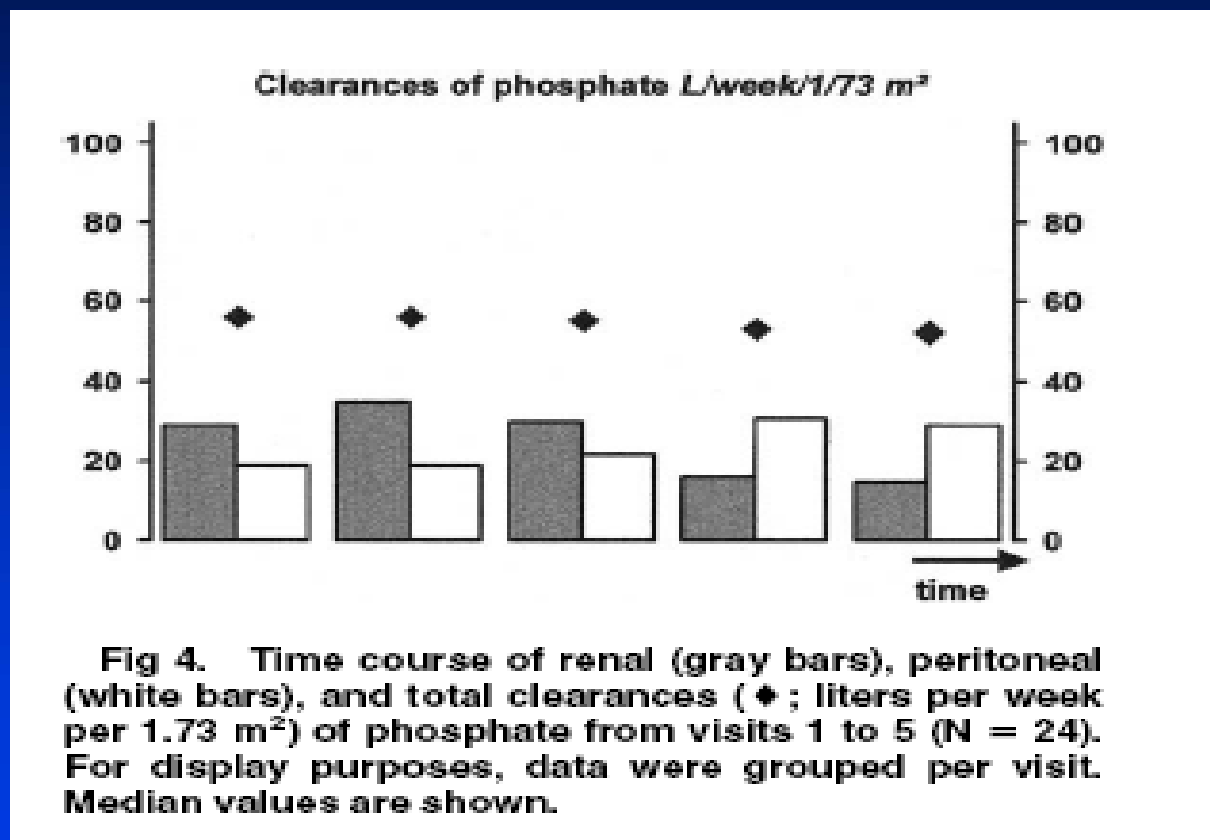 Clearances of phosphate L/week/1/73 m²
100 100
80 80
60 60
40 40
20 20
0 0
time
Fig 4. Time course of renal (gray bars), peritoneal
(white bars), and total clearances (◆; liters per week
per 1.73 m²) of phosphate from visits 1 to 5 (N = 24).
For display purposes, data were grouped per visit.
Median values are shown.